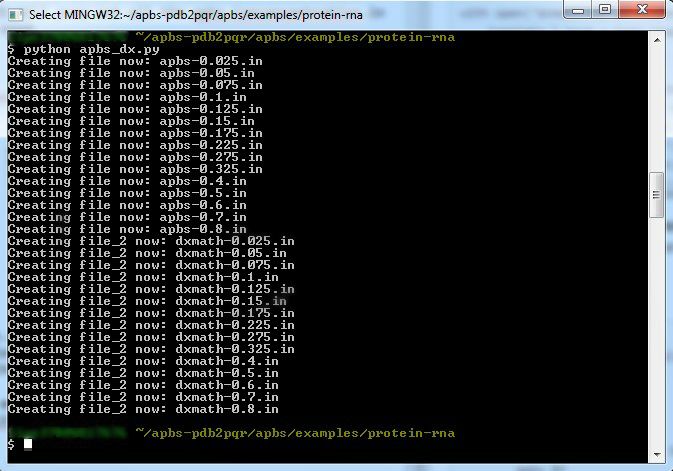 Select MINGW32:~/apbs-pdb2pqr/apbs/examples/protein-rna
~/apbs-pdb2pqr/apbs/examples/protein-rna
$ python apbs_dx.py
Creating file now: apbs-0.025.in
Creating file now: apbs-0.05.in
Creating file now: apbs-0.075.in
Creating file now: apbs-0.1.in
Creating file now: apbs-0.125.in
Creating file now: apbs-0.15.in
Creating file now: apbs-0.175.in
Creating file now: apbs-0.225.in
Creating file now: apbs-0.275.in
Creating file now: apbs-0.325.in
Creating file now: apbs-0.4.in
Creating file now: apbs-0.5.in
Creating file now: apbs-0.6.in
Creating file now: apbs-0.7.in
Creating file now: apbs-0.8.in
Creating file_2 now: dxmath-0.025.in
Creating file_2 now: dxmath-0.05.in
Creating file_2 now: dxmath-0.075.in
Creating file_2 now: dxmath-0.1.in
Creating file_2 now: dxmath-0.125.in
Creating file_2 now: dxmath-0.15.in
Creating file_2 now: dxmath-0.175.in
Creating file_2 now: dxmath-0.225.in
Creating file_2 now: dxmath-0.275.in
Creating file_2 now: dxmath-0.325.in
Creating file_2 now: dxmath-0.4.in
Creating file_2 now: dxmath-0.5.in
Creating file_2 now: dxmath-0.6.in
Creating file_2 now: dxmath-0.7.in
Creating file_2 now: dxmath-0.8.in
~/apbs-pdb2pqr/apbs/examples/protein-rna
$